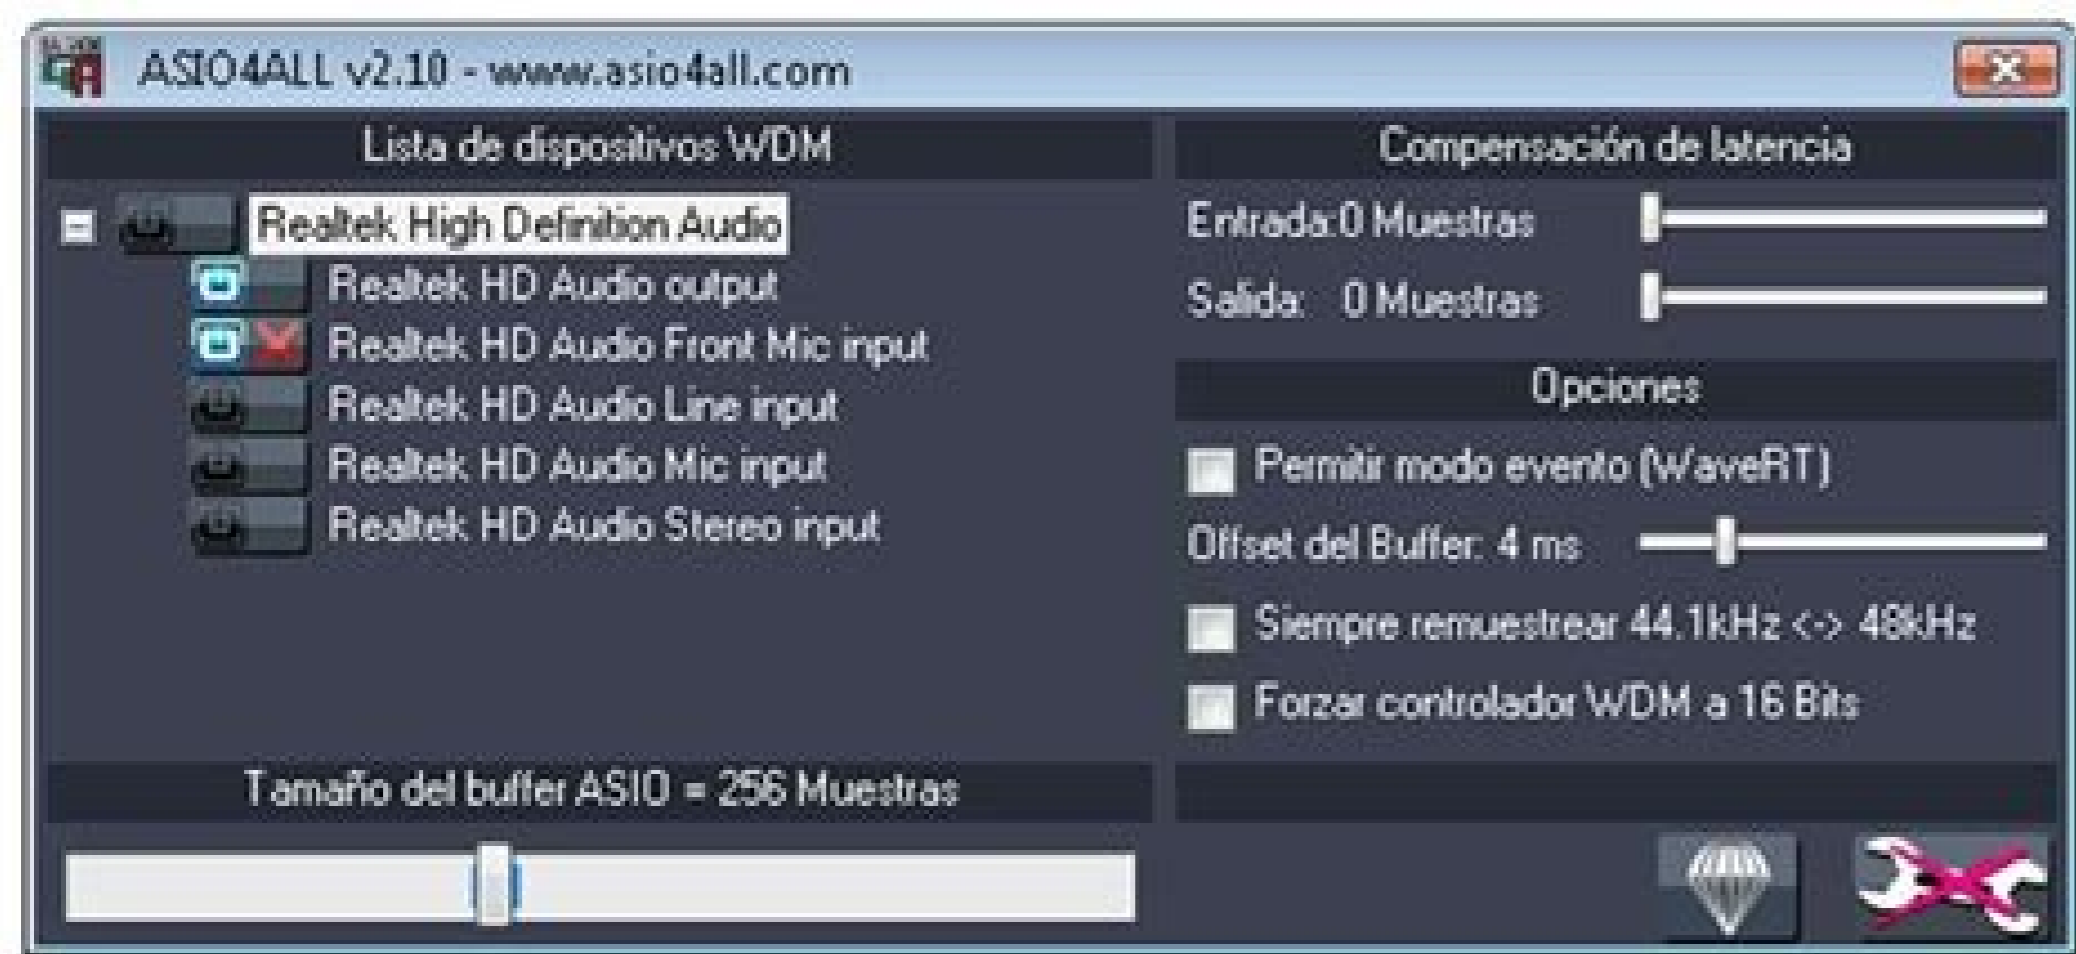 ASIO4ALL v2.10 - www.asio4all.com
Lista de dispositivos WDM
Realtek High Definition Audio
Realtek HD Audio output
Realtek HD Audio Front Mic input
Realtek HD Audio Line input
Realtek HD Audio Mic input
Realtek HD Audio Stereo input
Tamaño del buffer ASIO = 256 Muestras
Compensación de latencia
Entrada:0 Muestras
Salida: 0 Muestras
Opciones
Permitir modo evento (WaveRT)
Offset del Buffer: 4 ms
Siempre remuestrear 44.1kHz <-> 48kHz
Forzar controlador WDM a 16 Bits